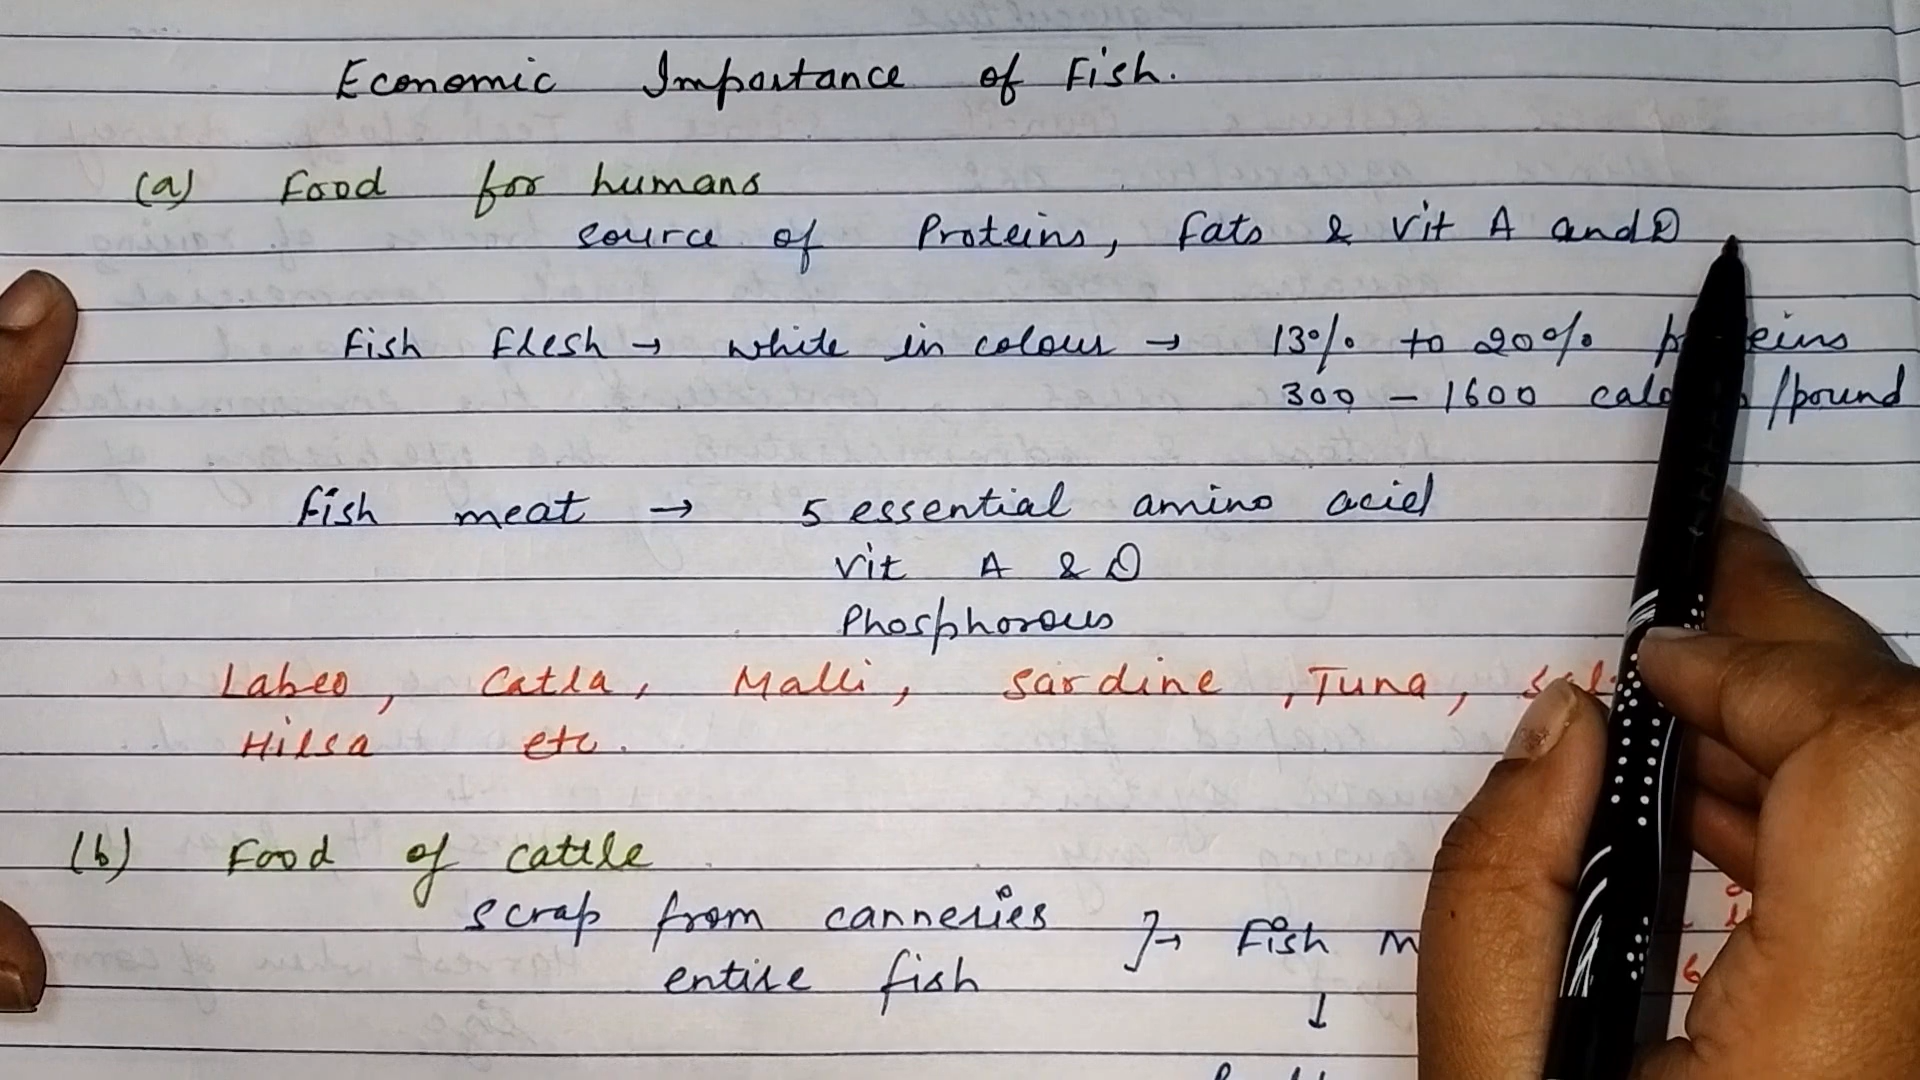 Economic Importance of Fish.
(a) Food for humans
source of Proteins, fats & vit A and D
Fish Flesh → white in colour → 13% to 20%
300 - 1600 /pound
Fish meat → 5 essential amino acid
vit A & D
Phosphorous
Labeo, Catla, Malli, Sardine, Tuna,
Hilsa etc.
(b) Food of cattle
scrap from canneries
entire fish }→ Fish
↓